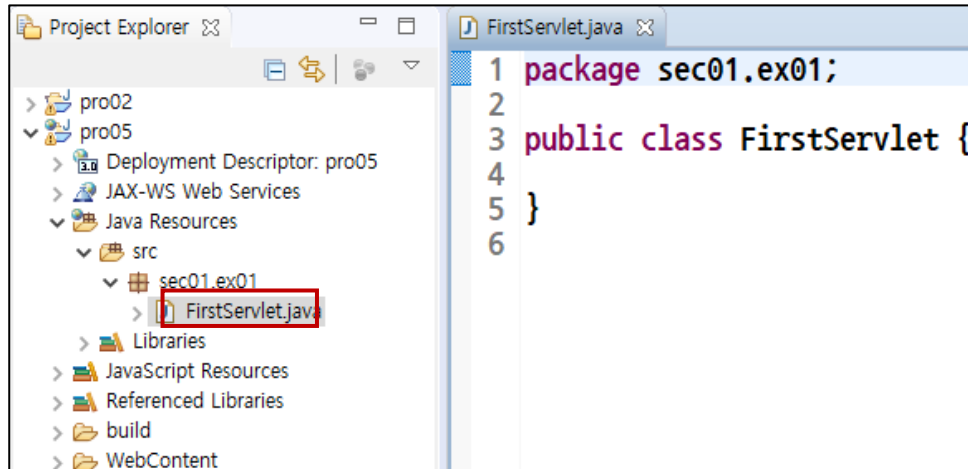 Project Explorer
pro02
pro05
3.0 Deployment Descriptor: pro05
JAX-WS Web Services
Java Resources
src
sec01.ex01
FirstServlet.java
Libraries
JavaScript Resources
Referenced Libraries
build
WebContent
FirstServlet.java
1 package sec01.ex01;
2
3 public class FirstServlet {
4
5 }
6